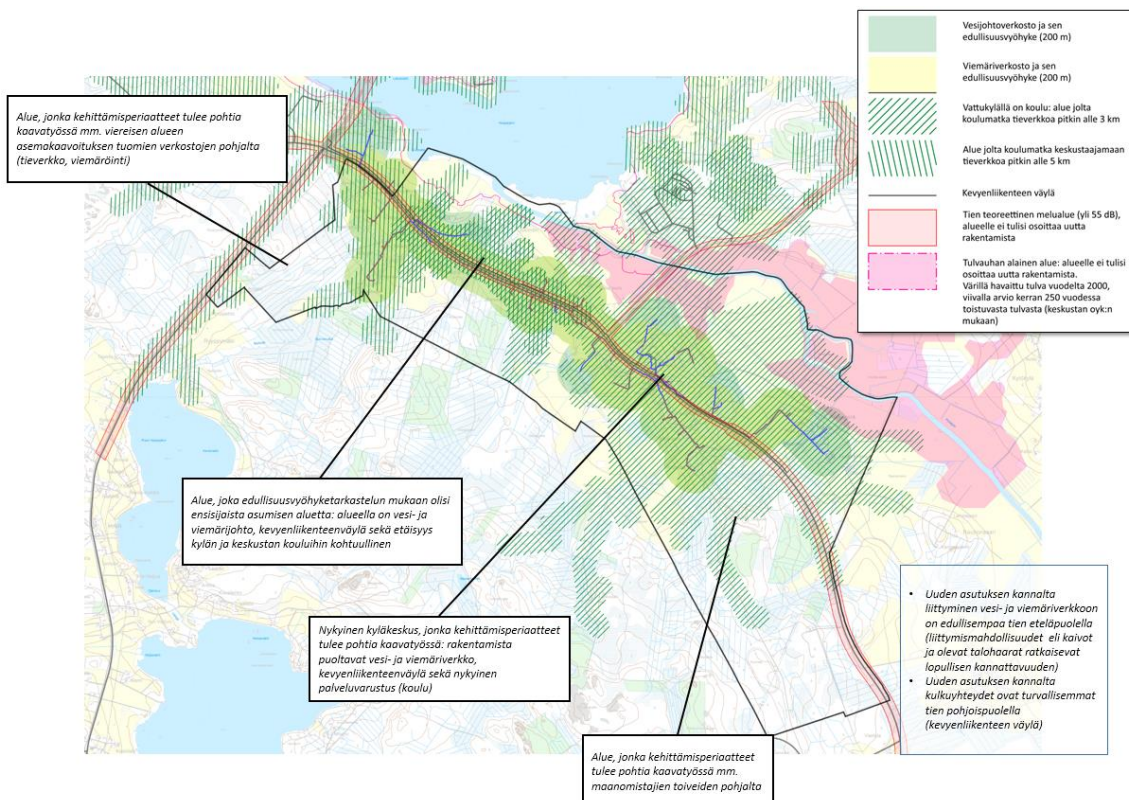 Vesijohtoverkosto ja sen
edullisuusvyöhyke (200 m)
Viemäriverkosto ja sen
edullisuusvyöhyke (200 m)
Vattukylällä on koulu: alue jolta
koulumatka tieverkkoa pitkin alle 3 km
Alue jolta koulumatka keskustaajamaan
tieverkkoa pitkin alle 5 km
Kevyenliikenteen väylä
Tien teoreettinen melualue (yli 55 dB),
alueelle ei tulisi osoittaa uutta
rakentamista
Tulvauhan alainen alue: alueelle ei tulisi
osoittaa uutta rakentamista.
Värillä havaittu tulva vuodelta 2000,
viivalla arvio kerran 250 vuodessa
toistuvasta tulvasta (keskustan oyk:n
mukaan)
Alue, jonka kehittämisperiaatteet tulee pohtia
kaavatyössä mm. viereisen alueen
asemakaavoituksen tuomien verkostojen pohjalta
(tieverkko, viemäröinti)
Alue, joka edullisuusvyöhyketarkastelun mukaan olisi
ensisijaista asumisen aluetta: alueella on vesi- ja
viemärijohto, kevyenliikenteenväylä sekä etäisyys
kylän ja keskustan kouluihin kohtuullinen
Nykyinen kyläkeskus, jonka kehittämisperiaatteet
tulee pohtia kaavatyössä: rakentamista
puoltavat vesi- ja viemäriverkko,
kevyenliikenteenväylä sekä nykyinen
palveluvarustus (koulu)
Alue, jonka kehittämisperiaatteet
tulee pohtia kaavatyössä mm.
maanomistajien toiveiden pohjalta
• Uuden asutuksen kannalta
liittyminen vesi- ja viemäriverkkoon
on edullisempaa tien eteläpuolella
(liittymismahdollisuudet eli kaivot
ja olevat talohaarat ratkaisevat
lopullisen kannattavuuden)
• Uuden asutuksen kannalta
kulkuyhteydet ovat turvallisemmat
tien pohjoispuolella
(kevyenliikenteen väylä)